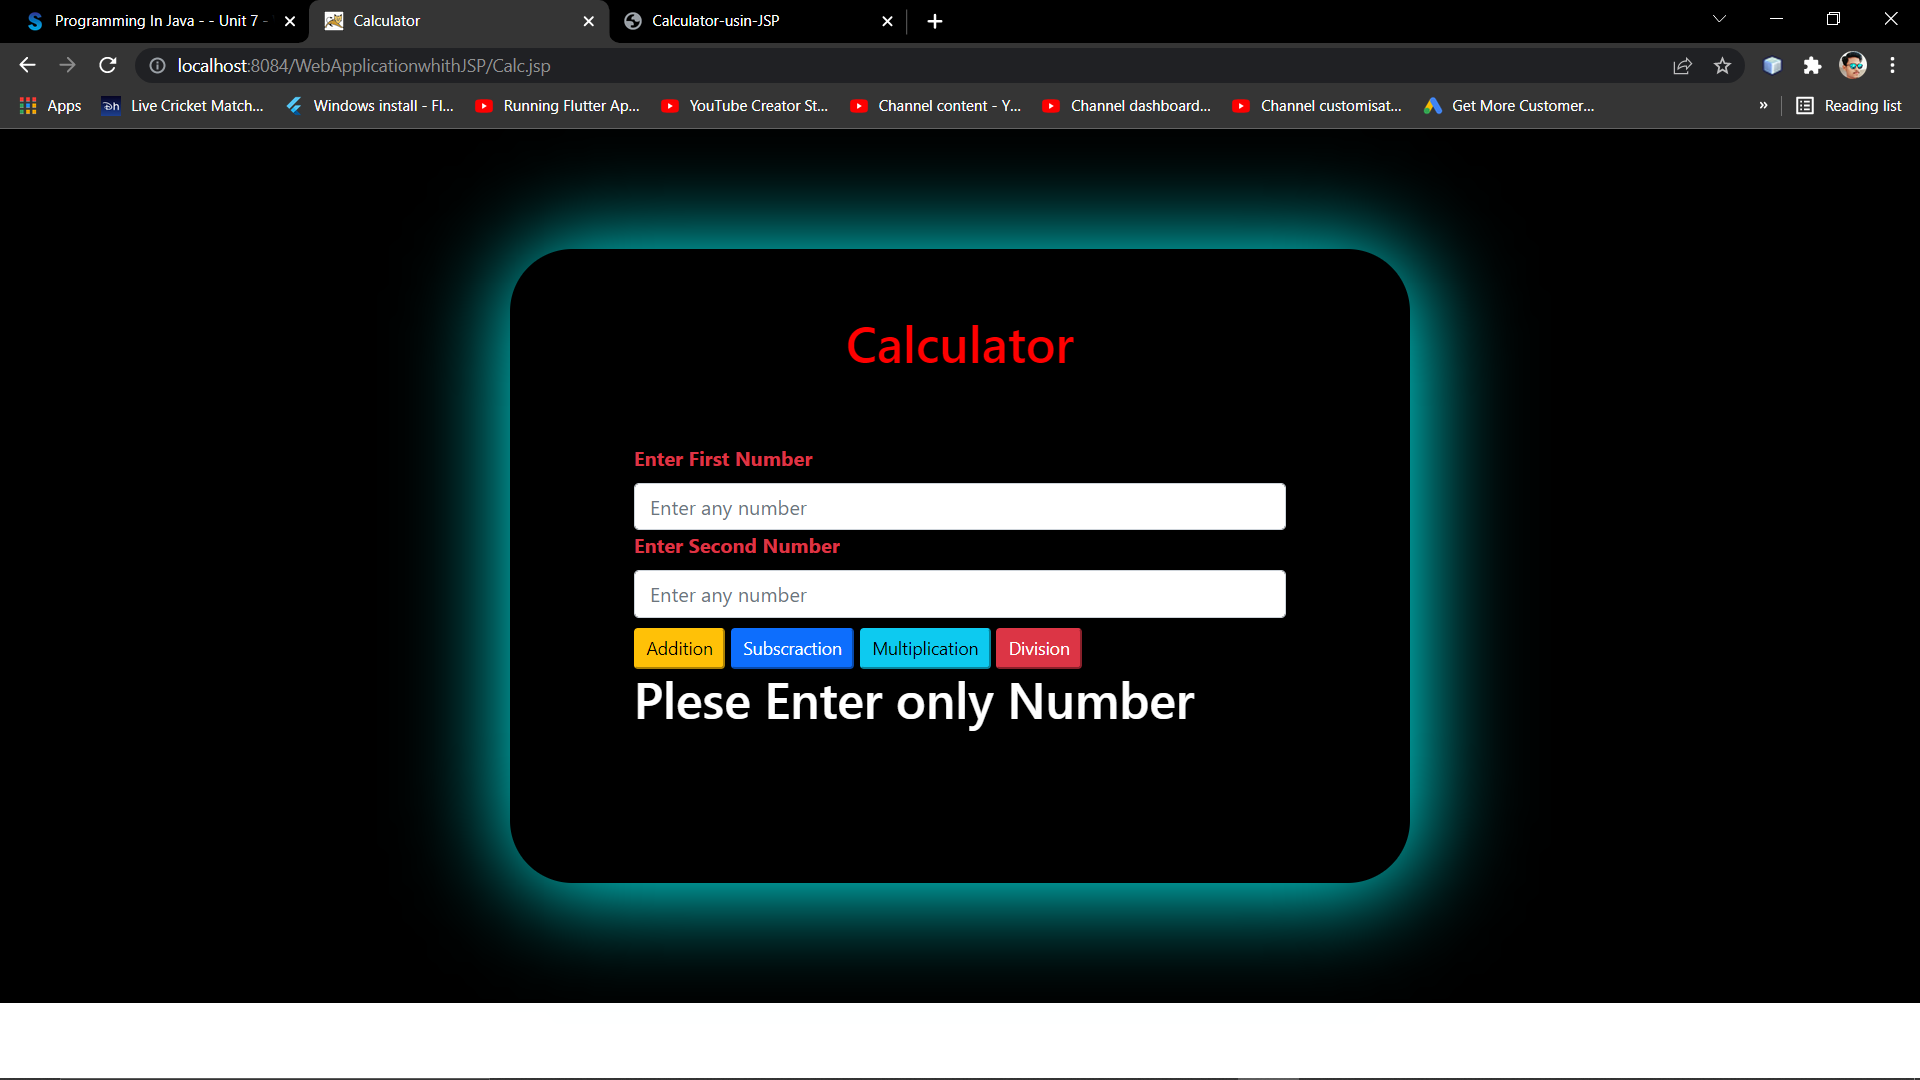 Programming In Java - - Unit 7 -
Calculator
Calculator-usin-JSP
localhost:8084/WebApplicationwhithJSP/Calc.jsp
Apps
Live Cricket Match...
Windows install - Fl...
Running Flutter Ap...
YouTube Creator St...
Channel content - Y...
Channel dashboard...
Channel customisat...
Get More Customer...
»
Reading list
Calculator
Enter First Number
Enter any number
Enter Second Number
Enter any number
Addition Subscraction Multiplication Division
Plese Enter only Number